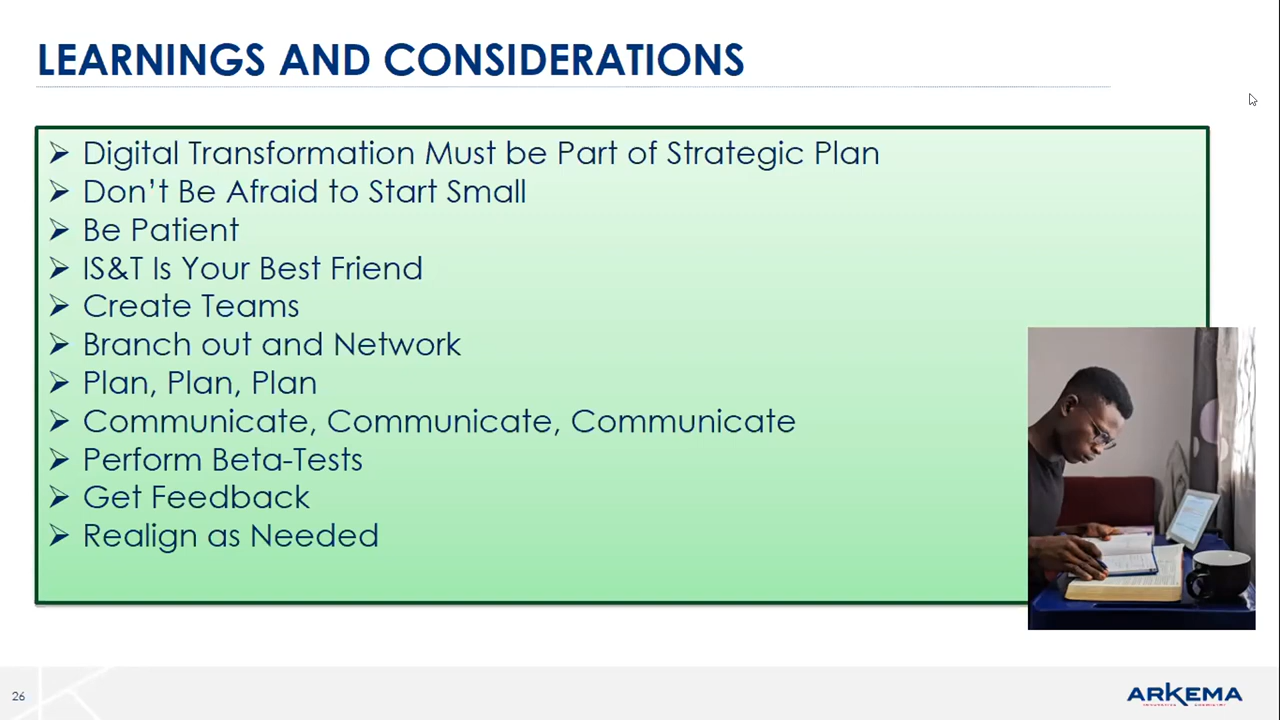 LEARNINGS AND CONSIDERATIONS
Digital Transformation Must be Part of Strategic Plan
Don’t Be Afraid to Start Small
Be Patient
IS&T Is Your Best Friend
Create Teams
Branch out and Network
Plan, Plan, Plan
Communicate, Communicate, Communicate
Perform Beta-Tests
Get Feedback
Realign as Needed
26
ARKEMA